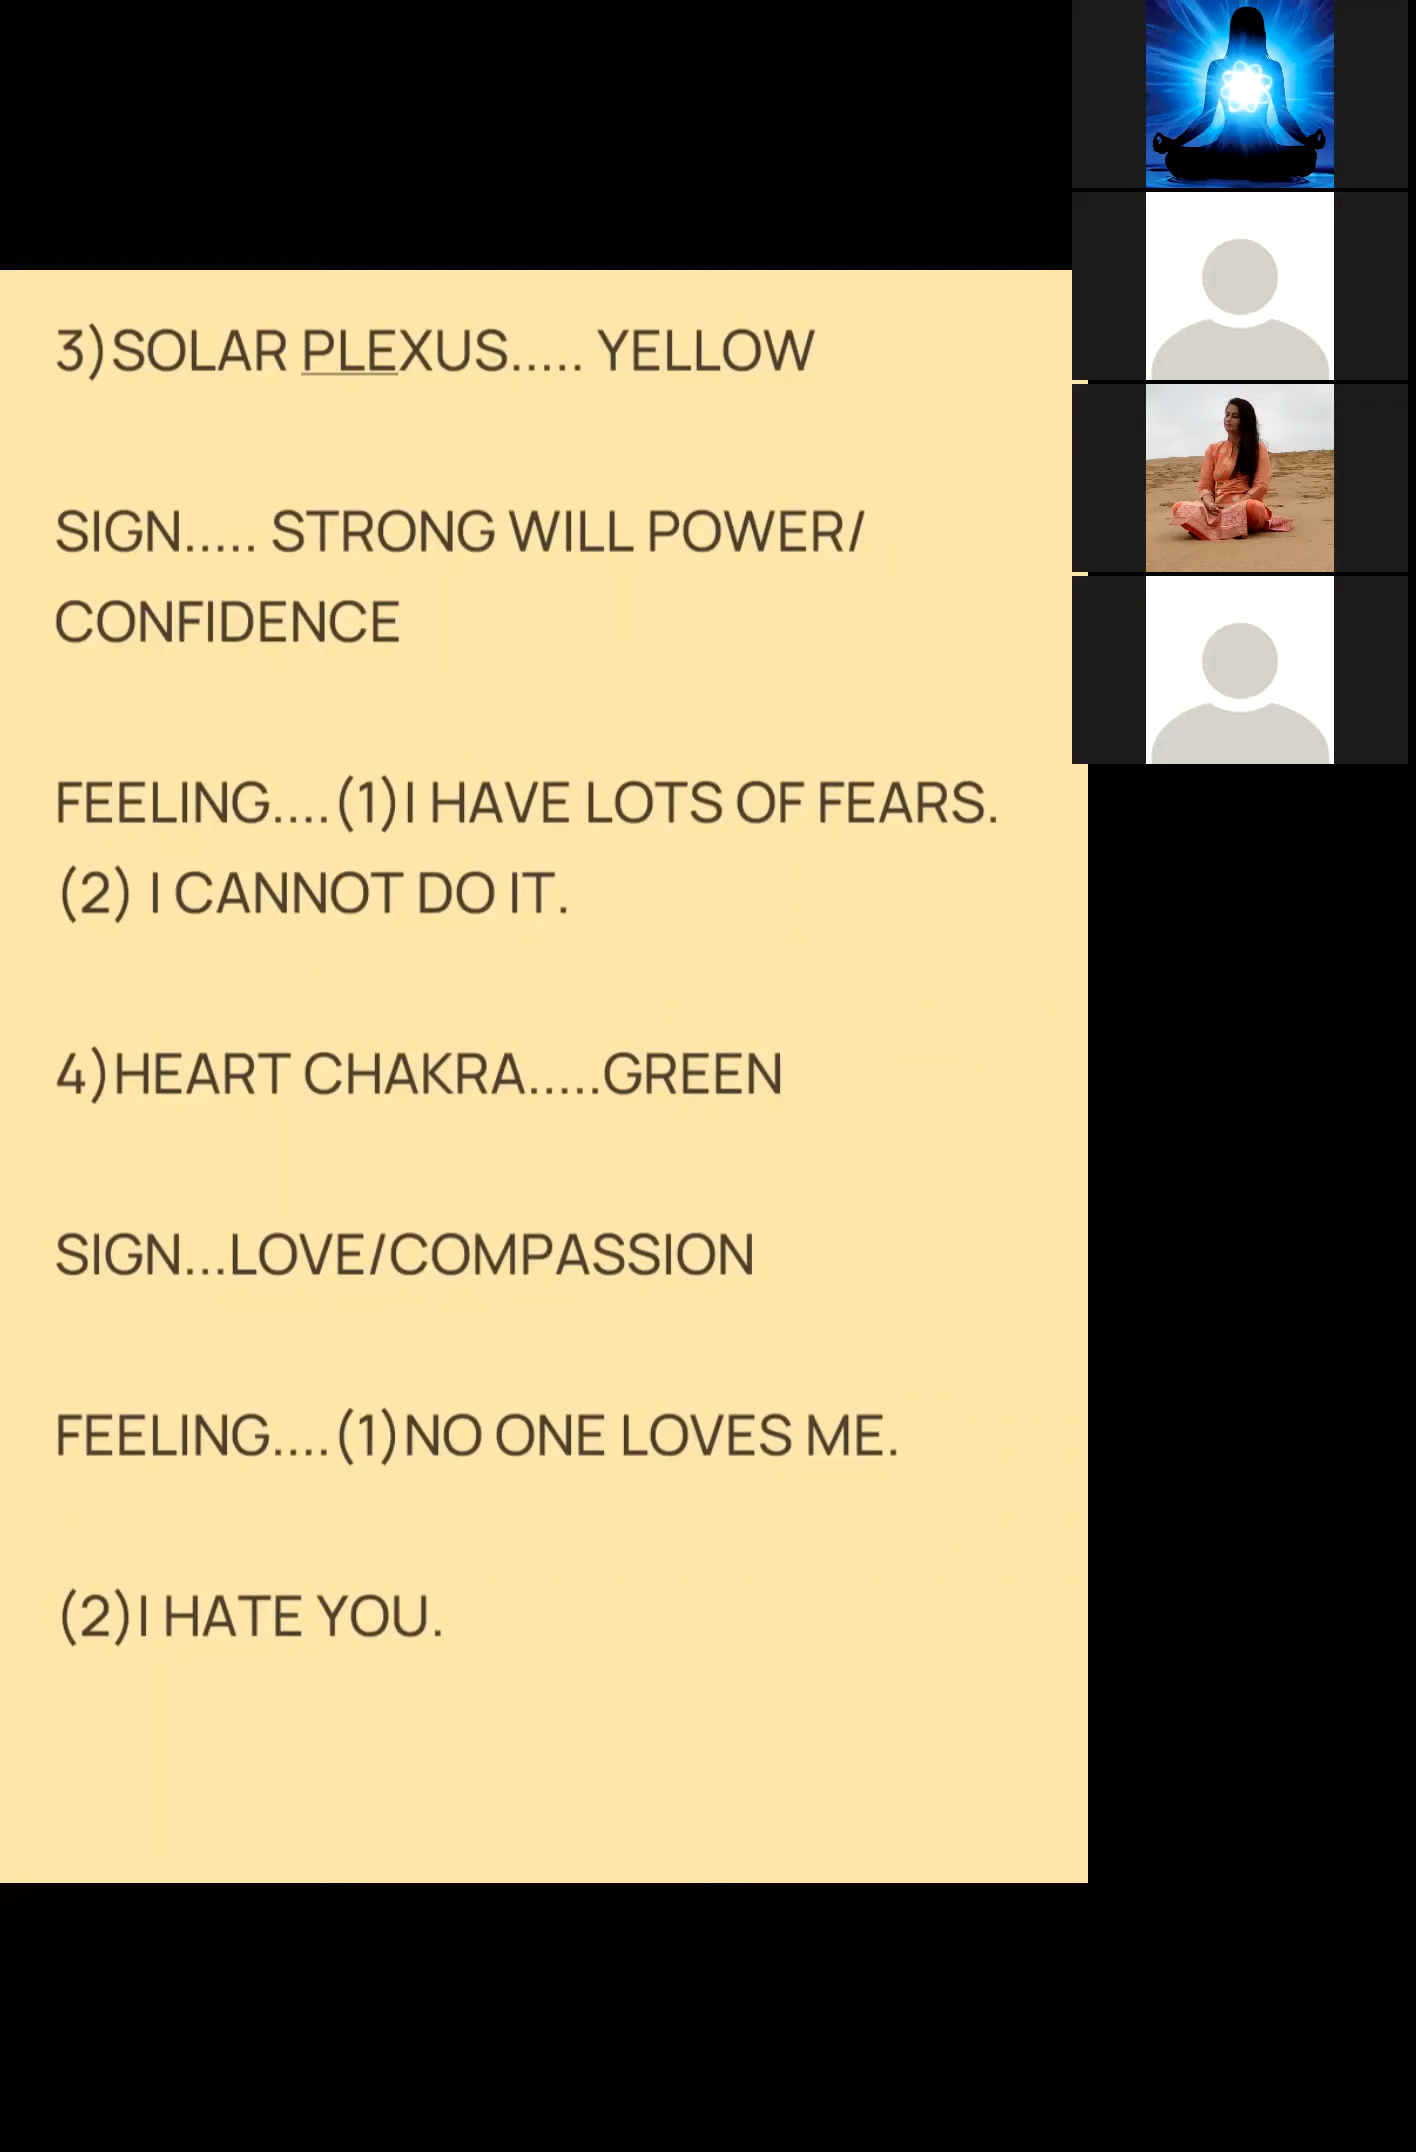 3)SOLAR PLEXUS..... YELLOW
SIGN..... STRONG WILL POWER/
CONFIDENCE
FEELING....(1)I HAVE LOTS OF FEARS.
(2) I CANNOT DO IT.
4)HEART CHAKRA.....GREEN
SIGN...LOVE/COMPASSION
FEELING....(1)NO ONE LOVES ME.
(2)I HATE YOU.